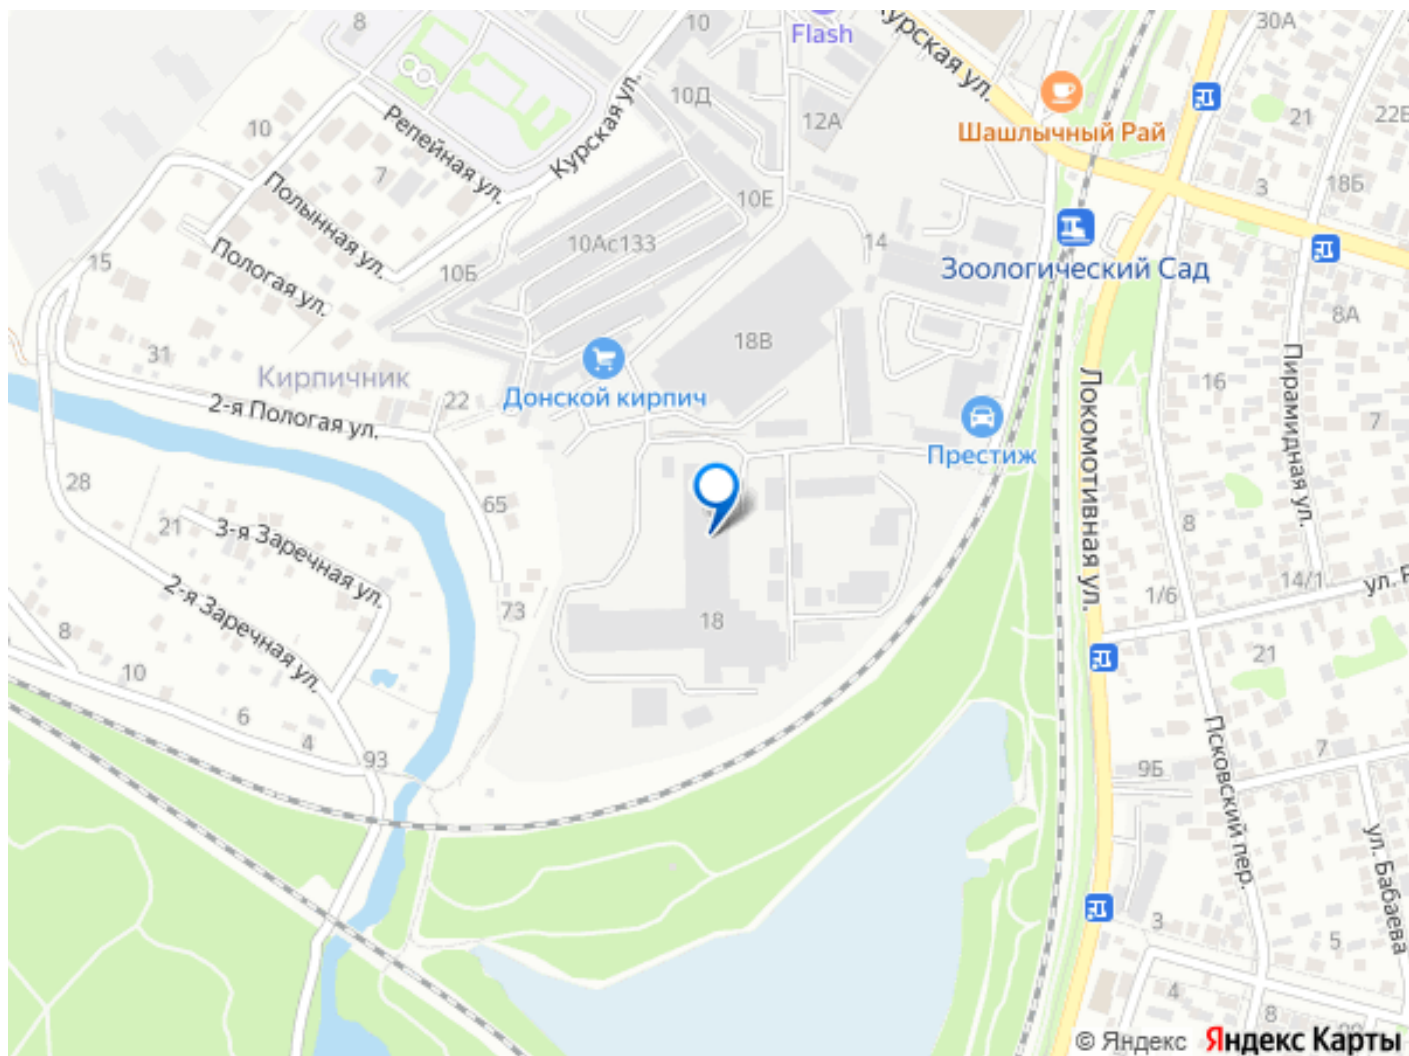 8
10
Flash
Курская ул.
30А
10Д
12А
21
22Б
Шашлычный Рай
10
Репейная ул.
Курская ул.
7
3
18Б
Полынная ул.
10Е
10Ас133
14
Зоологический Сад
15
Пологая ул.
10Б
8А
18В
31
Кирпичник
Донской кирпич
22
2-я Пологая ул.
Локомотивная ул.
16
Пирамидная ул.
7
Престиж
28
65
21
3-я Заречная ул.
8
2-я Заречная ул.
73
18
1/6
14/1
ул.
8
10
21
6
4
93
Псковский пер.
7
9Б
ул. Бабаева
3
5
4
8
© Яндекс Яндекс Карты